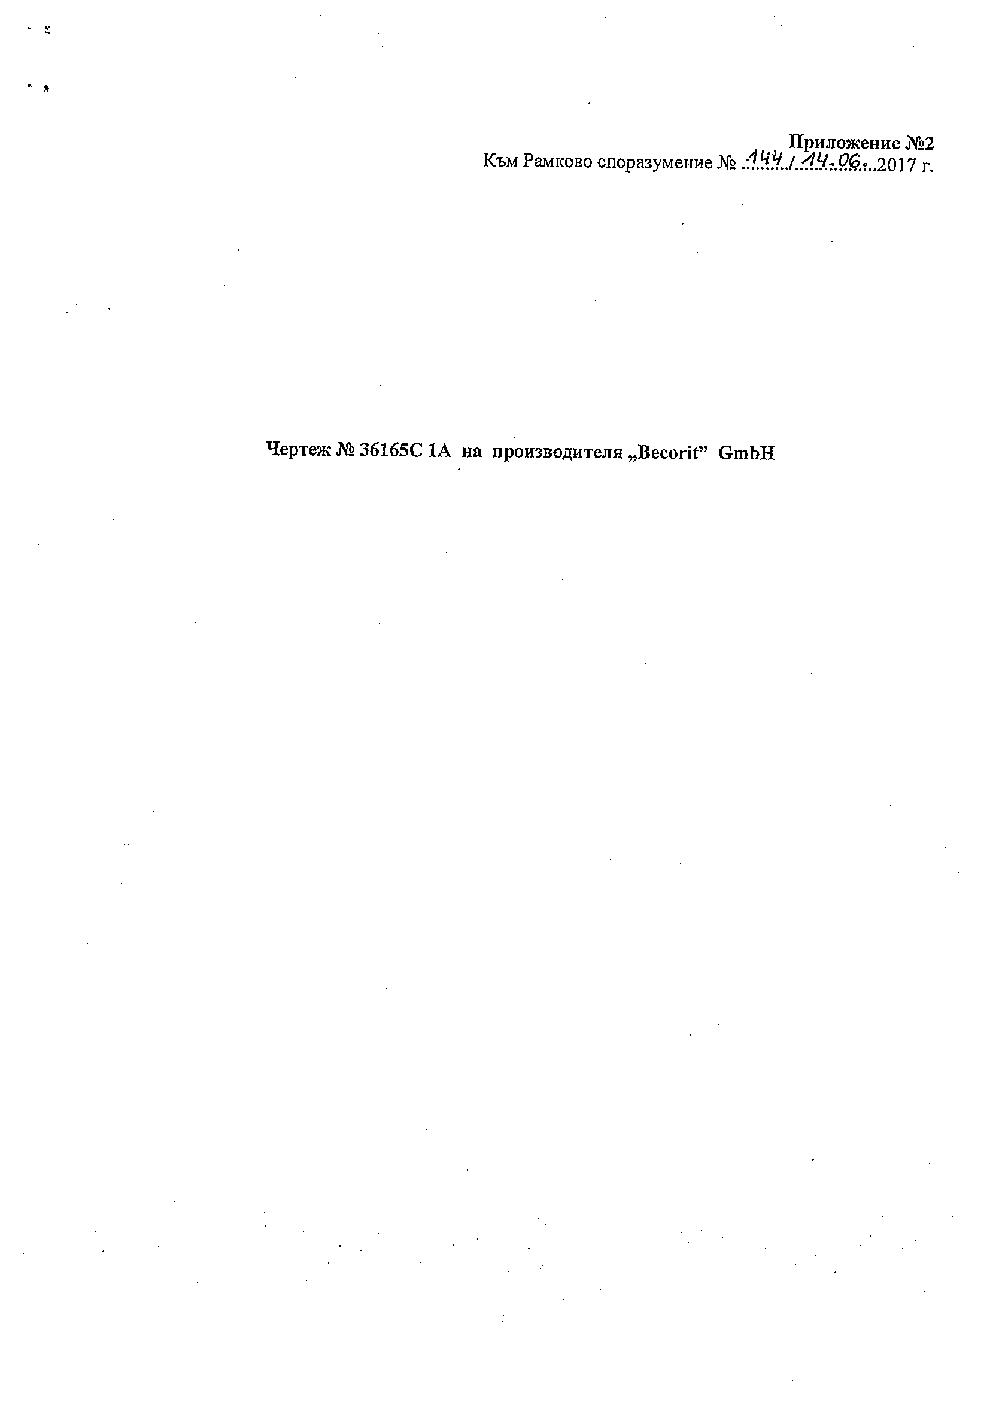 Приложение №2
Към Рамково споразумение № 144 / 14.06. 2017 г.
Чертеж № 36165С 1А на производителя „Becorit” GmbH